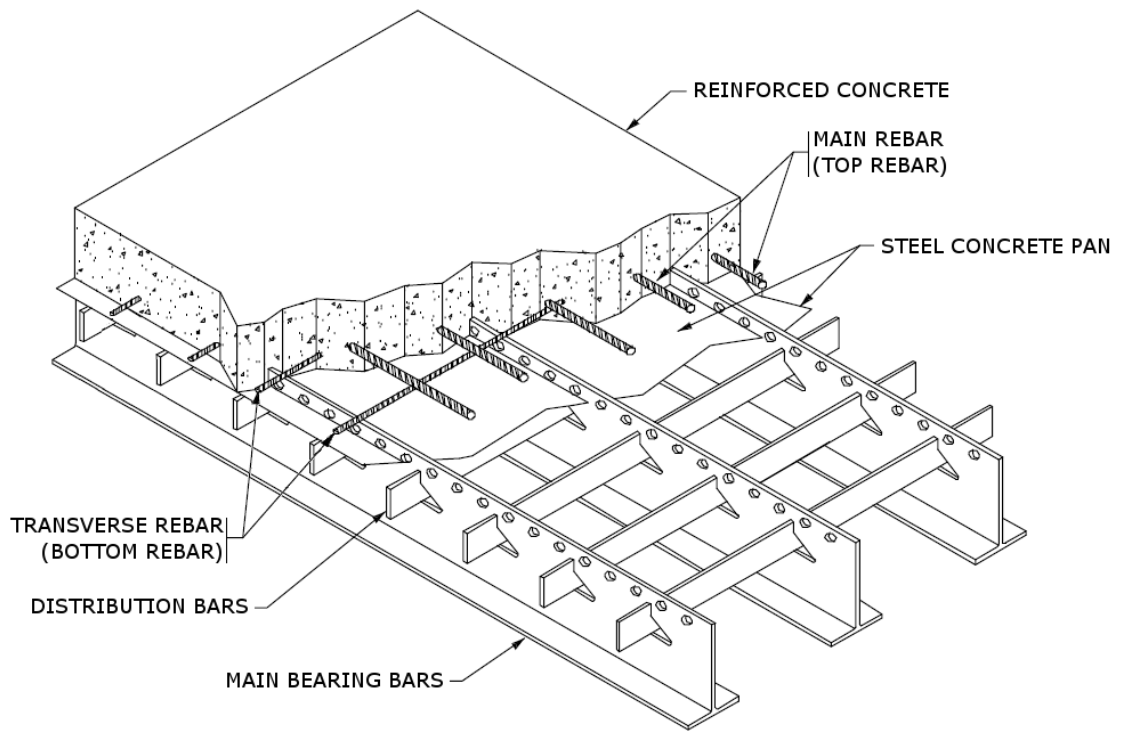 REINFORCED CONCRETE
MAIN REBAR
(TOP REBAR)
STEEL CONCRETE PAN
TRANSVERSE REBAR
(BOTTOM REBAR)
DISTRIBUTION BARS
MAIN BEARING BARS